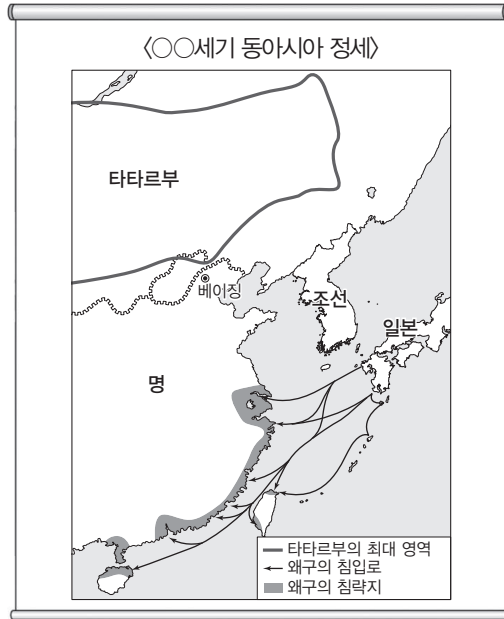 〈○○세기 동아시아 정세〉
타타르부
베이징
조선
일본
명
타타르부의 최대 영역
왜구의 침입로
왜구의 침략지